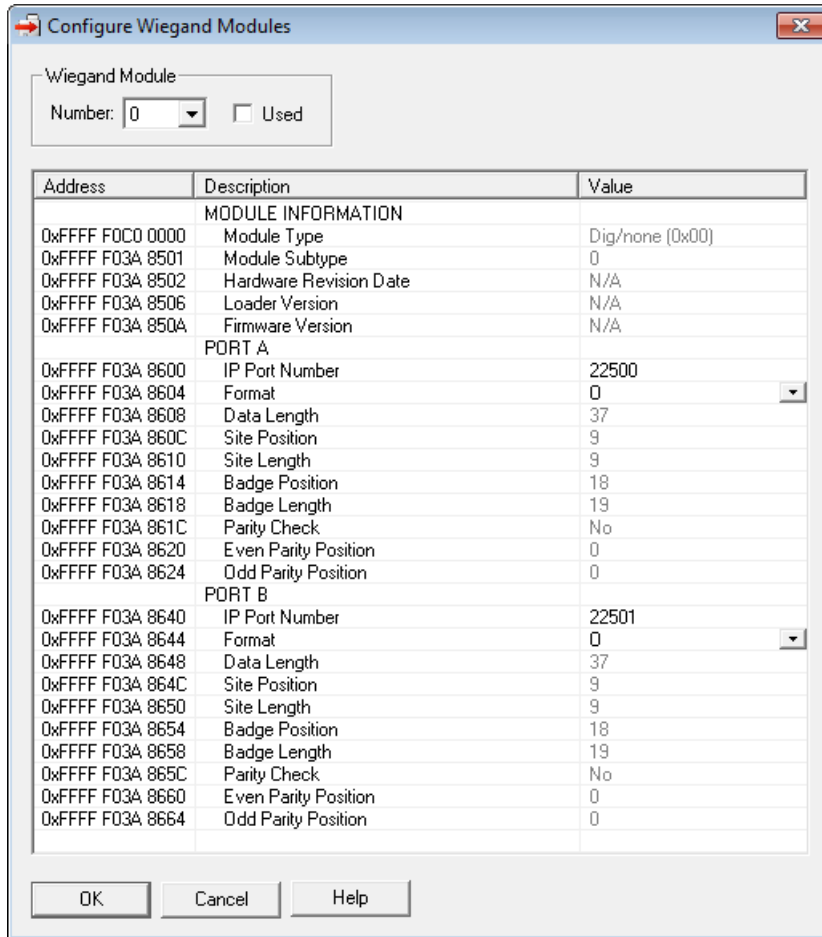 Configure Wiegand Modules
Wiegand Module
Number: 0 Used
Address Description Value
MODULE INFORMATION
0xFFFF F0C0 0000 Module Type Dig/none (0x00)
0xFFFF F03A 8501 Module Subtype 0
0xFFFF F03A 8502 Hardware Revision Date N/A
0xFFFF F03A 8506 Loader Version N/A
0xFFFF F03A 850A Firmware Version N/A
PORT A
0xFFFF F03A 8600 IP Port Number 22500
0xFFFF F03A 8604 Format O
0xFFFF F03A 8608 Data Length 37
0xFFFF F03A 860C Site Position 9
0xFFFF F03A 8610 Site Length 9
0xFFFF F03A 8614 Badge Position 18
0xFFFF F03A 8618 Badge Length 19
0xFFFF F03A 861C Parity Check No
0xFFFF F03A 8620 Even Parity Position 0
0xFFFF F03A 8624 Odd Parity Position 0
PORT B
0xFFFF F03A 8640 IP Port Number 22501
0xFFFF F03A 8644 Format O
0xFFFF F03A 8648 Data Length 37
0xFFFF F03A 864C Site Position 9
0xFFFF F03A 8650 Site Length 9
0xFFFF F03A 8654 Badge Position 18
0xFFFF F03A 8658 Badge Length 19
0xFFFF F03A 865C Parity Check No
0xFFFF F03A 8660 Even Parity Position 0
0xFFFF F03A 8664 Odd Parity Position 0
OK Cancel Help